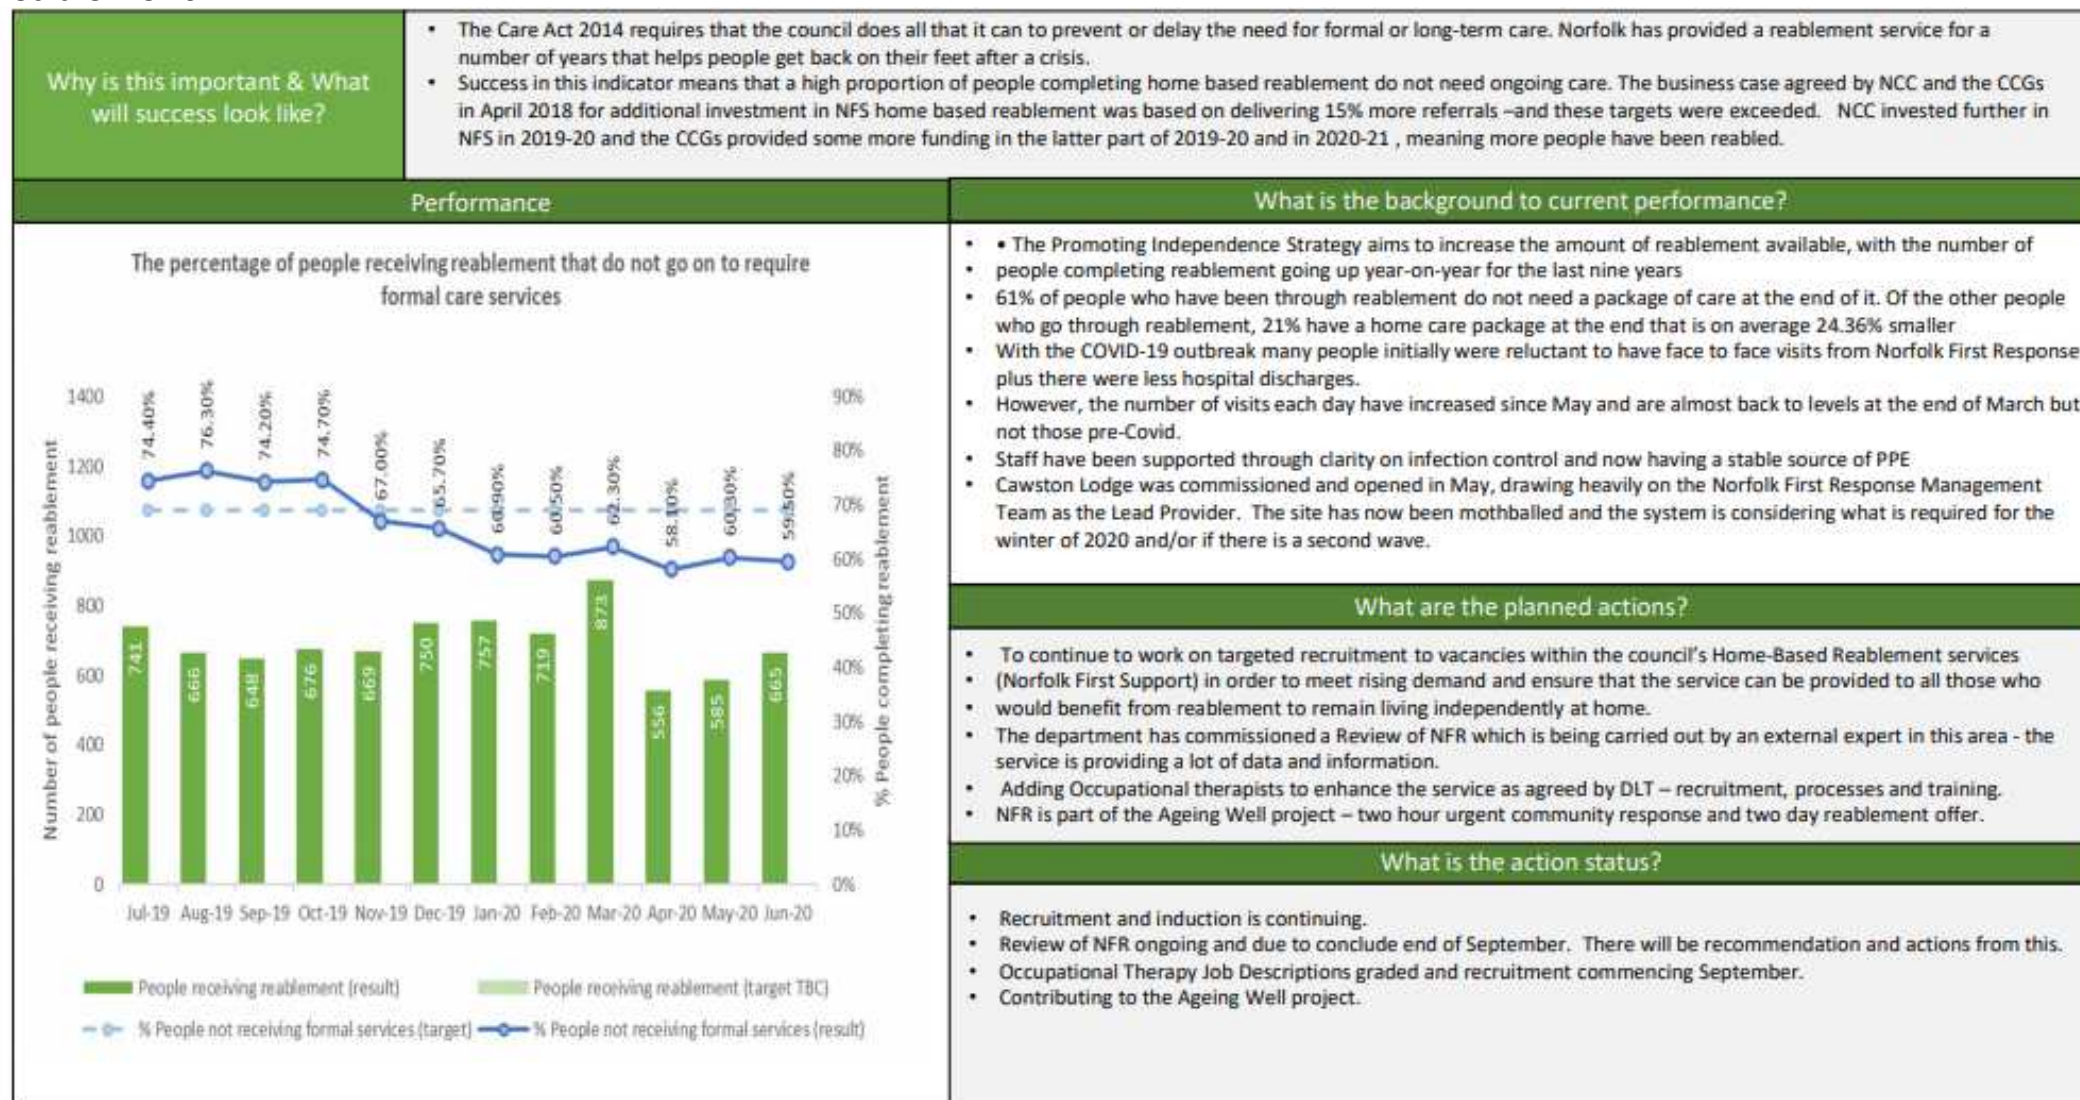 Why is this important & What
will success look like?
• The Care Act 2014 requires that the council does all that it can to prevent or delay the need for formal or long-term care. Norfolk has provided a reablement service for a
number of years that helps people get back on their feet after a crisis.
• Success in this indicator means that a high proportion of people completing home based reablement do not need ongoing care. The business case agreed by NCC and the CCGs
in April 2018 for additional investment in NFS home based reablement was based on delivering 15% more referrals –and these targets were exceeded. NCC invested further in
NFS in 2019-20 and the CCGs provided some more funding in the latter part of 2019-20 and in 2020-21 , meaning more people have been reabled.
Performance
The percentage of people receiving reablement that do not go on to require
formal care services
Number of people receiving reablement
1400
1200
1000
800
600
400
200
0
74.40%
76.30%
74.20%
74.70%
67.00%
65.70%
60.90%
60.50%
62.30%
58.10%
60.30%
59.50%
741
666
648
676
669
750
757
719
873
556
585
665
90%
80%
70%
60%
50%
40%
30%
20%
10%
0%
% People completing reablement
Jul-19 Aug-19 Sep-19 Oct-19 Nov-19 Dec-19 Jan-20 Feb-20 Mar-20 Apr-20 May-20 Jun-20
People receiving reablement (result) People receiving reablement (target TBC)
% People not receiving formal services (target) % People not receiving formal services (result)
What is the background to current performance?
• • The Promoting Independence Strategy aims to increase the amount of reablement available, with the number of
• people completing reablement going up year-on-year for the last nine years
• 61% of people who have been through reablement do not need a package of care at the end of it. Of the other people
who go through reablement, 21% have a home care package at the end that is on average 24.36% smaller
• With the COVID-19 outbreak many people initially were reluctant to have face to face visits from Norfolk First Response
plus there were less hospital discharges.
• However, the number of visits each day have increased since May and are almost back to levels at the end of March but
not those pre-Covid.
• Staff have been supported through clarity on infection control and now having a stable source of PPE
• Cawston Lodge was commissioned and opened in May, drawing heavily on the Norfolk First Response Management
Team as the Lead Provider. The site has now been mothballed and the system is considering what is required for the
winter of 2020 and/or if there is a second wave.
What are the planned actions?
• To continue to work on targeted recruitment to vacancies within the council's Home-Based Reablement services
• (Norfolk First Support) in order to meet rising demand and ensure that the service can be provided to all those who
• would benefit from reablement to remain living independently at home.
• The department has commissioned a Review of NFR which is being carried out by an external expert in this area - the
service is providing a lot of data and information.
• Adding Occupational therapists to enhance the service as agreed by DLT – recruitment, processes and training.
• NFR is part of the Ageing Well project – two hour urgent community response and two day reablement offer.
What is the action status?
• Recruitment and induction is continuing.
• Review of NFR ongoing and due to conclude end of September. There will be recommendation and actions from this.
• Occupational Therapy Job Descriptions graded and recruitment commencing September.
• Contributing to the Ageing Well project.